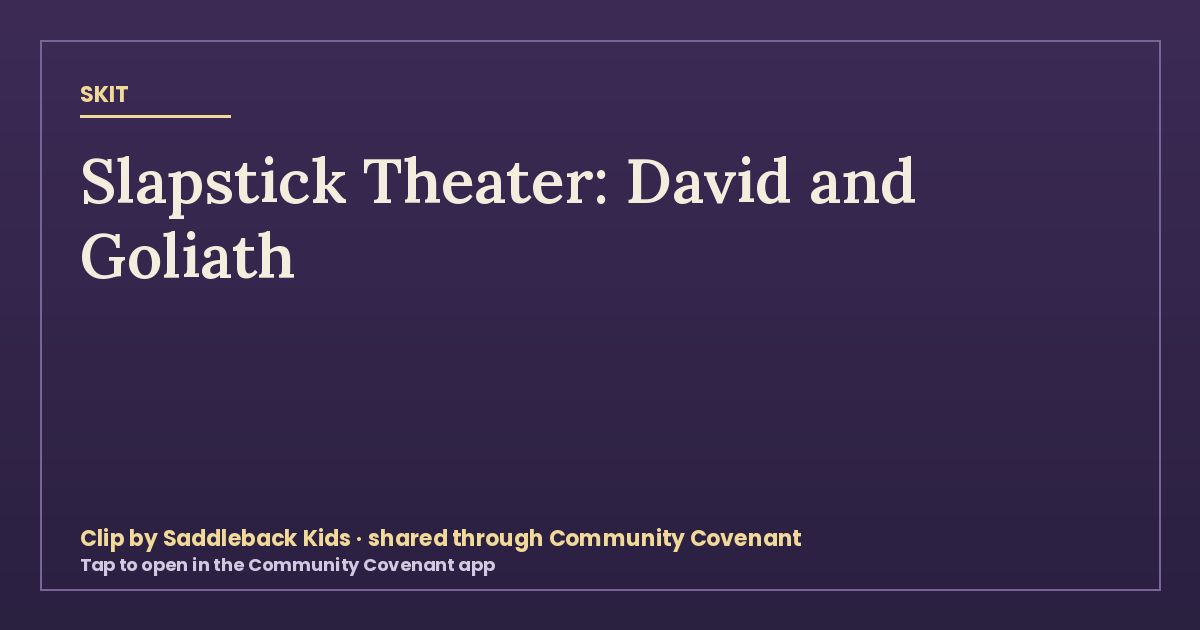 SKIT
Slapstick Theater: David and
Goliath
Clip by Saddleback Kids · shared through Community Covenant
Tap to open in the Community Covenant app